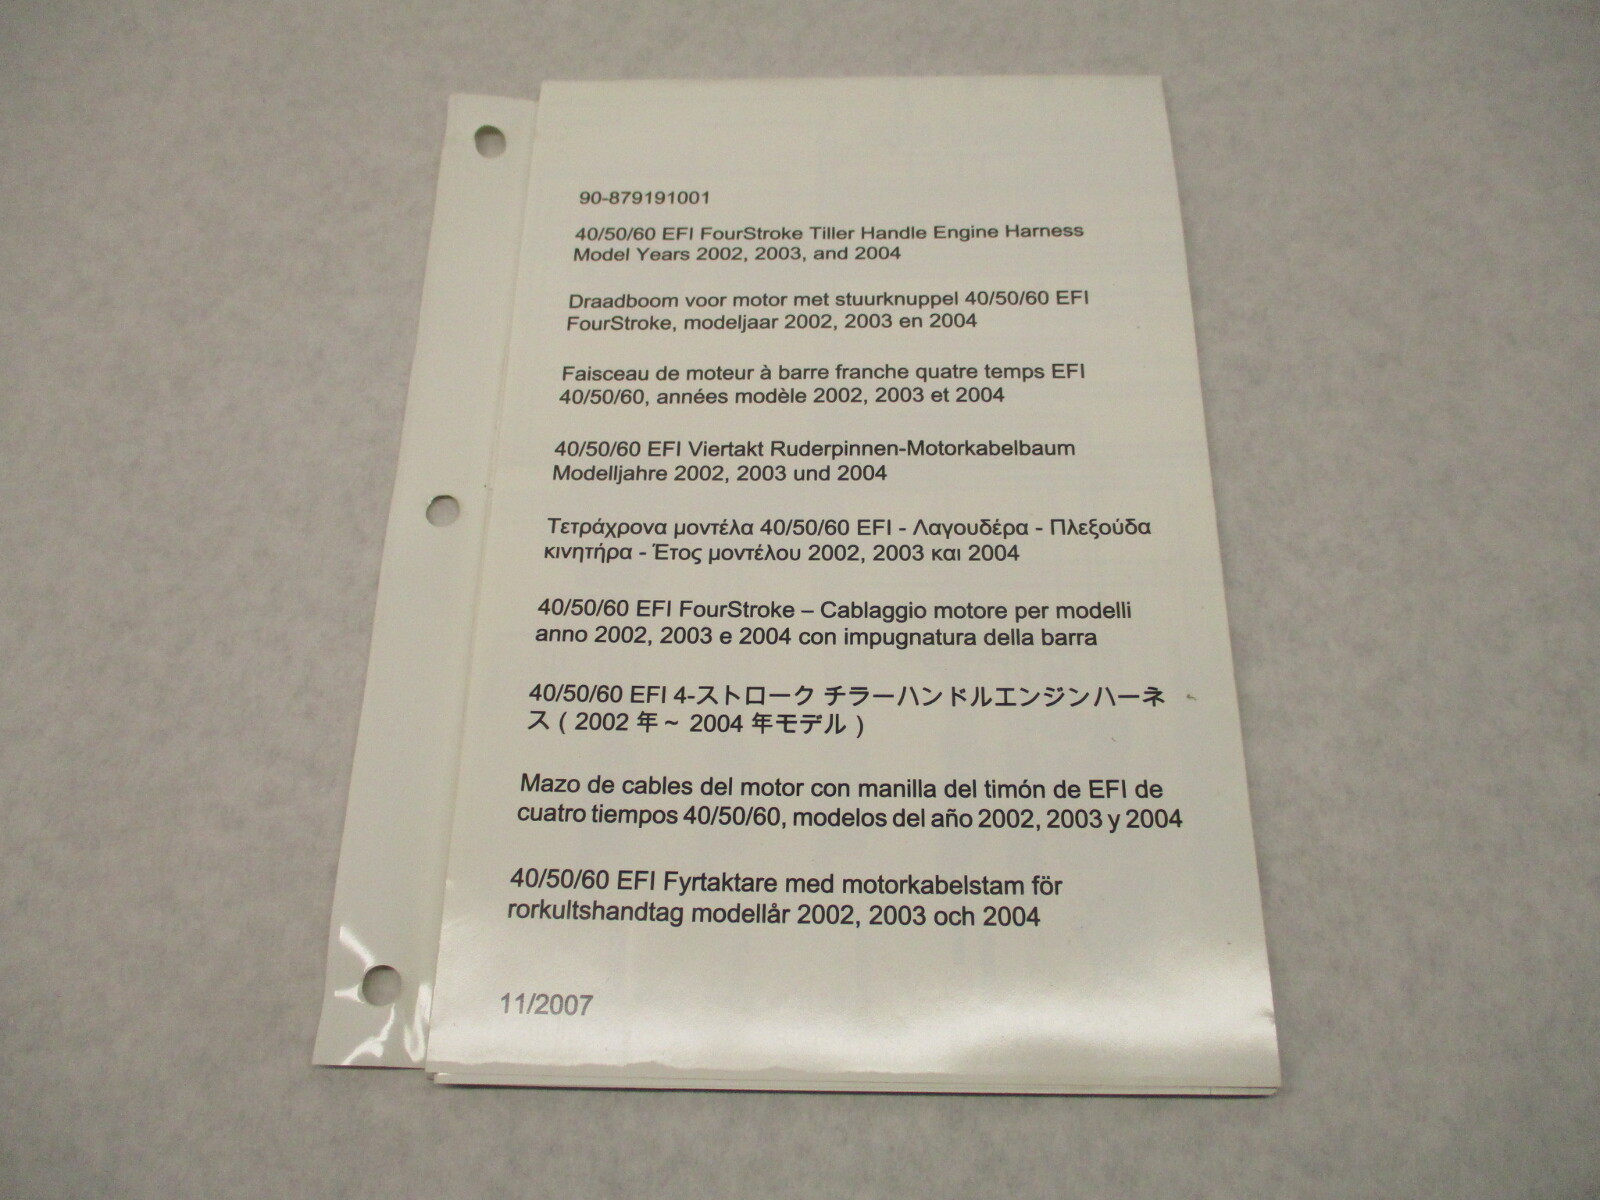 90-879191001
40/50/60 EFI FourStroke Tiller Handle Engine Harness
Model Years 2002, 2003, and 2004
Draadboom voor motor met stuurknuppel 40/50/60 EFI
FourStroke, modeljaar 2002, 2003 en 2004
Faisceau de moteur à barre franche quatre temps EFI
40/50/60, années modèle 2002, 2003 et 2004
40/50/60 EFI Viertakt Ruderpinnen-Motorkabelbaum
Modelljahre 2002, 2003 und 2004
Τετράχρονα μοντέλα 40/50/60 EFI - Λαγουδέρα - Πλεξούδα
κινητήρα - Έτος μοντέλου 2002, 2003 και 2004
40/50/60 EFI FourStroke – Cablaggio motore per modelli
anno 2002, 2003 e 2004 con impugnatura della barra
40/50/60 EFI 4-ストローク チラーハンドルエンジンハーネ
ス ( 2002 年~ 2004 年モデル )
Mazo de cables del motor con manilla del timón de EFI de
cuatro tiempos 40/50/60, modelos del año 2002, 2003 y 2004
40/50/60 EFI Fyrtaktare med motorkabelstam för
rorkultshandtag modellår 2002, 2003 och 2004
11/2007